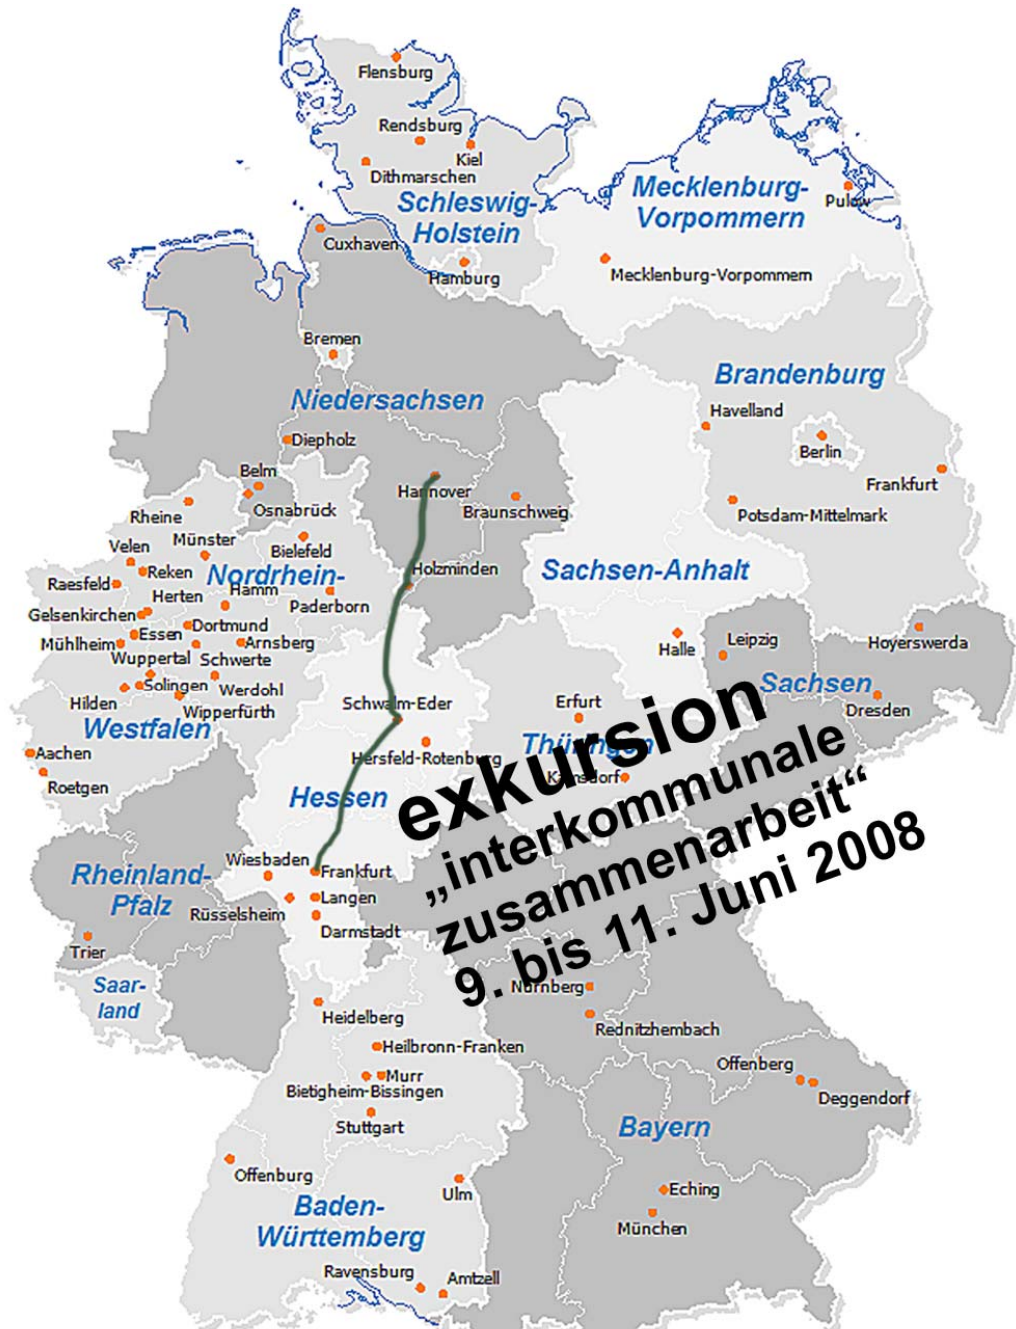 Flensburg
Rendsburg
Kiel
Dithmarschen
Schleswig-
Holstein
Mecklenburg-
Vorpommern
Pulow
Cuxhaven
Hamburg
Mecklenburg-Vorpommern
Bremen
Niedersachsen
Brandenburg
Havelland
Diepholz
Berlin
Belm
Hannover
Frankfurt
Osnabrück
Braunschweig
Potsdam-Mittelmark
Rheine
Münster
Bielefeld
Velen
Reken
Nordrhein-
Holzminden
Sachsen-Anhalt
Raesfeld
Herten
Hamm
Paderborn
Gelsenkirchen
Essen
Dortmund
Mühlheim
Arnsberg
Wuppertal
Schwerte
Halle
Leipzig
Hoyerswerda
Solingen
Werdohl
Hilden
Wipperfürth
Sachsen
Westfalen
Schwalm-Eder
Erfurt
Dresden
Aachen
Hersfeld-Rotenburg
Thüringen
Roetgen
Kamsdorf
Hessen
exkursion
„interkommunale
zusammenarbeit“
9. bis 11. Juni 2008
Wiesbaden
Frankfurt
Rheinland-
Pfalz
Rüsselsheim
Langen
Darmstadt
Trier
Saar-
land
Nürnberg
Heidelberg
Rednitzhembach
Heilbronn-Franken
Offenberg
Murr
Deggendorf
Bietigheim-Bissingen
Stuttgart
Bayern
Offenburg
Ulm
Eching
Baden-
Württemberg
München
Ravensburg
Amtzell